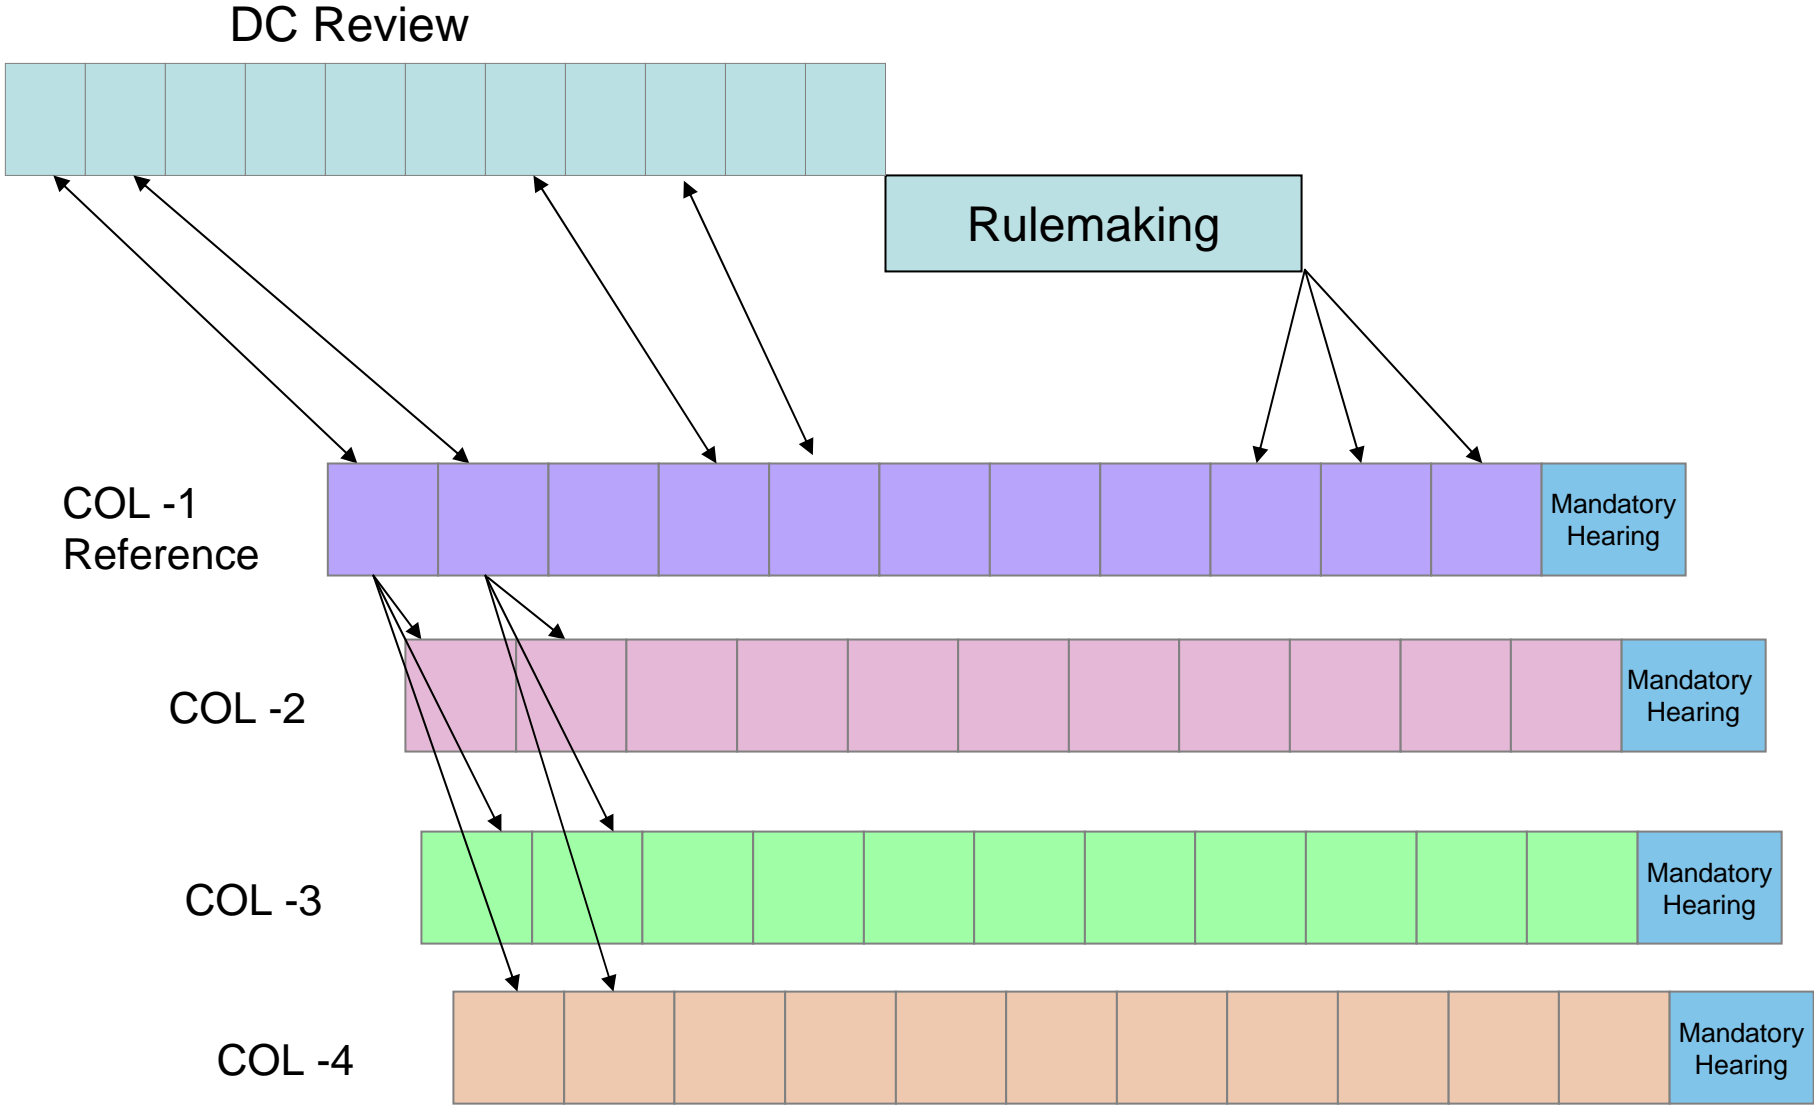 DC Review
Rulemaking
COL -1
Reference
Mandatory
Hearing
COL -2
Mandatory
Hearing
COL -3
Mandatory
Hearing
COL -4
Mandatory
Hearing